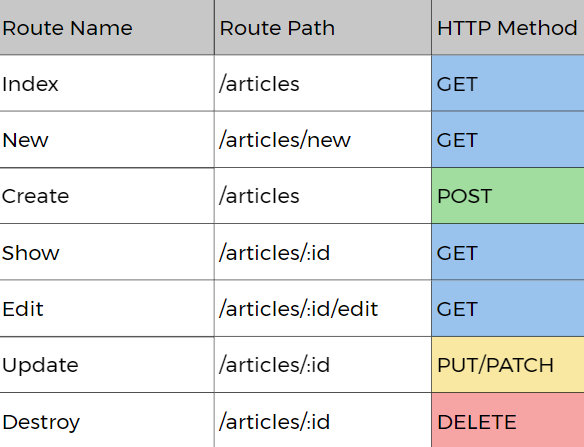 Route Name Route Path HTTP Method
Index /articles GET
New /articles/new GET
Create /articles POST
Show /articles/:id GET
Edit /articles/:id/edit GET
Update /articles/:id PUT/PATCH
Destroy /articles/:id DELETE